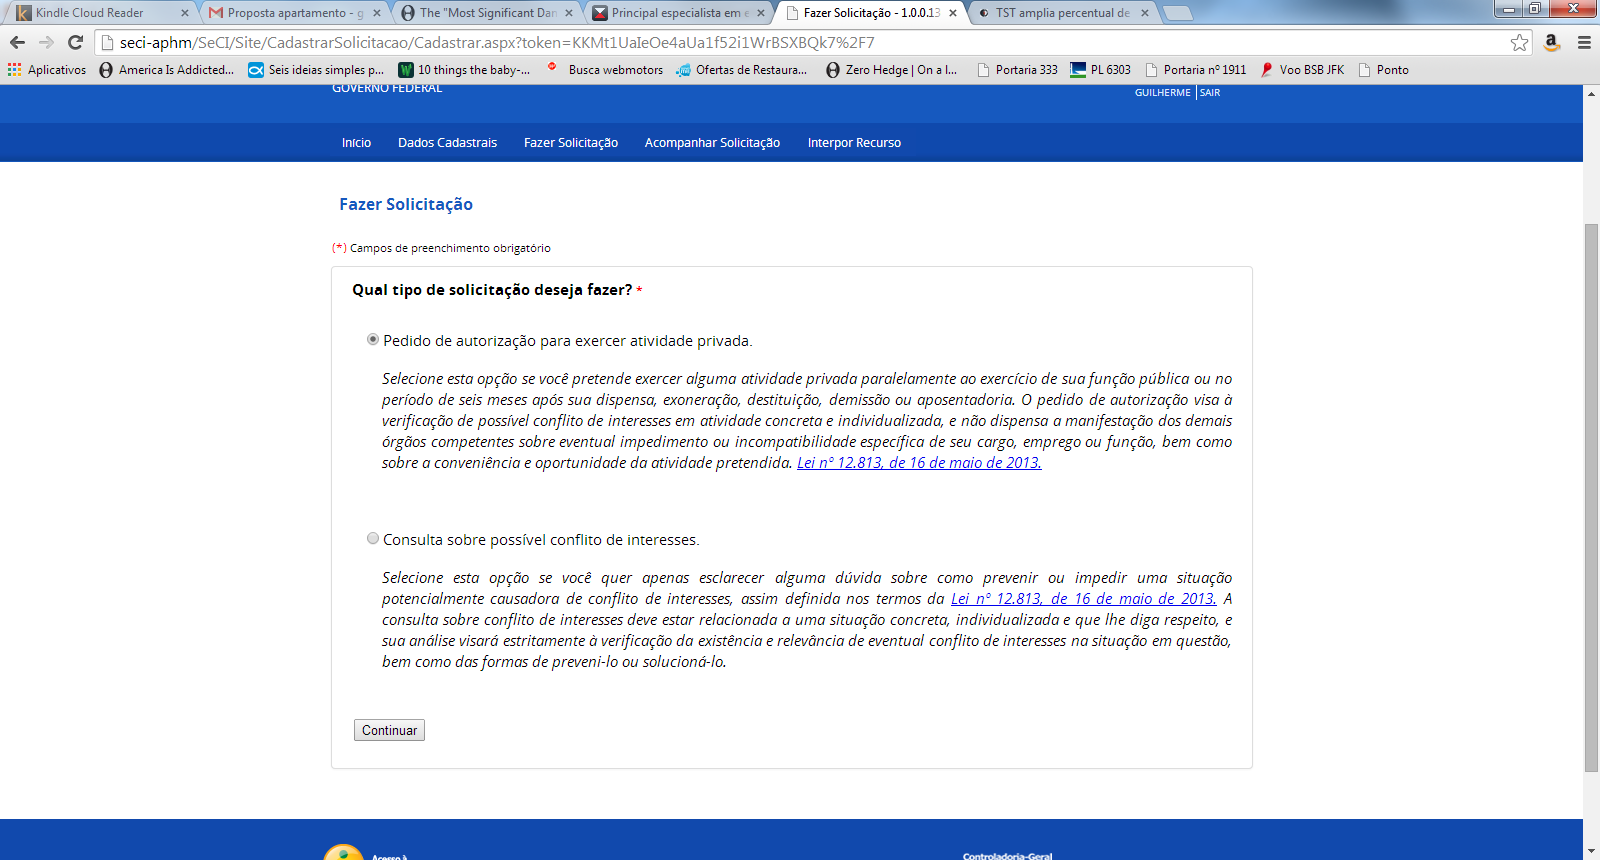 Kindle Cloud Reader
Proposta apartamento - g
The "Most Significant Dan
Principal especialista em e
Fazer Solicitação - 1.0.0.13
TST amplia percentual de
seci-aphm/SeCI/Site/CadastrarSolicitacao/Cadastrar.aspx?token=KKMt1UaIeOe4aUa1f52i1WrBSXBQk7%2F7
Aplicativos
America Is Addicted...
Seis ideias simples p...
10 things the baby-...
Busca webmotors
Ofertas de Restaura...
Zero Hedge | On a l...
Portaria 333
PL 6303
Portaria nº 1911
Voo BSB JFK
Ponto
GOVERNO FEDERAL
GUILHERME | SAIR
Início
Dados Cadastrais
Fazer Solicitação
Acompanhar Solicitação
Interpor Recurso
Fazer Solicitação
(*) Campos de preenchimento obrigatório
Qual tipo de solicitação deseja fazer? *
Pedido de autorização para exercer atividade privada.
Selecione esta opção se você pretende exercer alguma atividade privada paralelamente ao exercício de sua função pública ou no
período de seis meses após sua dispensa, exoneração, destituição, demissão ou aposentadoria. O pedido de autorização visa à
verificação de possível conflito de interesses em atividade concreta e individualizada, e não dispensa a manifestação dos demais
órgãos competentes sobre eventual impedimento ou incompatibilidade específica de seu cargo, emprego ou função, bem como
sobre a conveniência e oportunidade da atividade pretendida. Lei nº 12.813, de 16 de maio de 2013.
Consulta sobre possível conflito de interesses.
Selecione esta opção se você quer apenas esclarecer alguma dúvida sobre como prevenir ou impedir uma situação
potencialmente causadora de conflito de interesses, assim definida nos termos da Lei nº 12.813, de 16 de maio de 2013. A
consulta sobre conflito de interesses deve estar relacionada a uma situação concreta, individualizada e que lhe diga respeito, e
sua análise visará estritamente à verificação da existência e relevância de eventual conflito de interesses na situação em questão,
bem como das formas de preveni-lo ou solucioná-lo.
Continuar
Acesso à
Controladoria-Geral